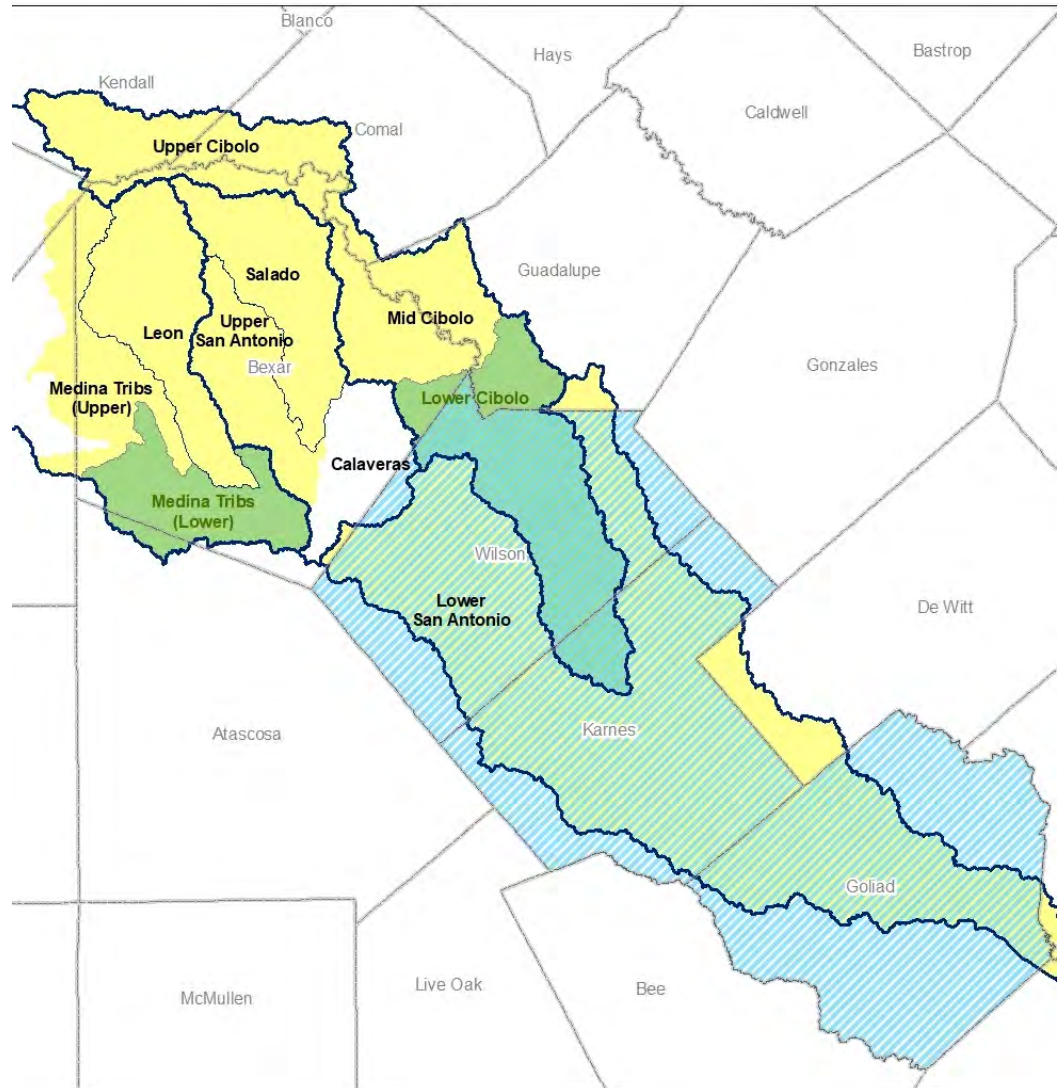 Blanco
Hays
Bastrop
Kendall
Caldwell
Comal
Upper Cibolo
Guadalupe
Salado
Mid Cibolo
Upper
San Antonio
Leon
Bexar
Gonzales
Medina Tribs
(Upper)
Lower Cibolo
Calaveras
Medina Tribs
(Lower)
Wilson
Lower
San Antonio
De Witt
Atascosa
Karnes
Goliad
McMullen
Live Oak
Bee